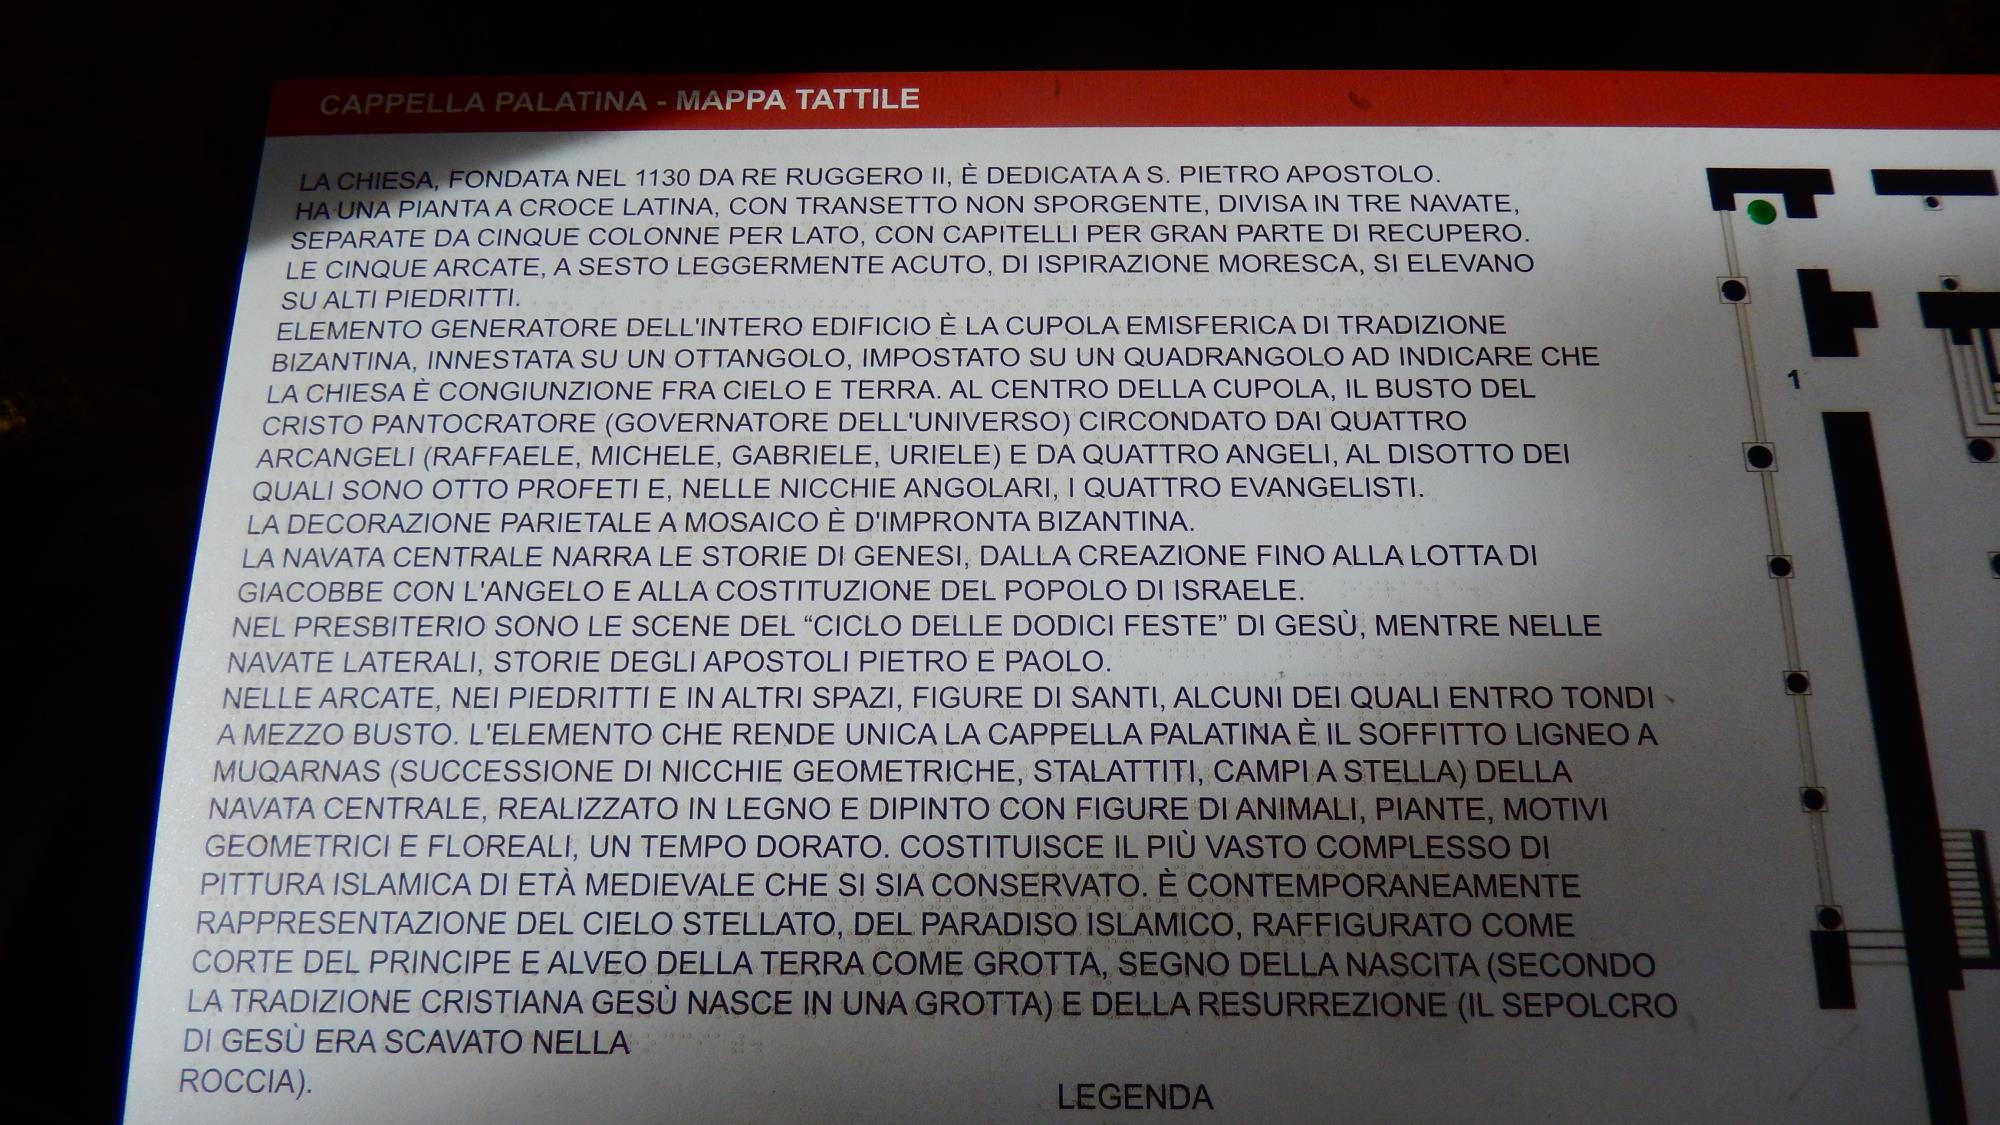 CAPPELLA PALATINA - MAPPA TATTILE
LA CHIESA, FONDATA NEL 1130 DA RE RUGGERO II, È DEDICATA A S. PIETRO APOSTOLO.
HA UNA PIANTA A CROCE LATINA, CON TRANSETTO NON SPORGENTE, DIVISA IN TRE NAVATE,
SEPARATE DA CINQUE COLONNE PER LATO, CON CAPITELLI PER GRAN PARTE DI RECUPERO.
LE CINQUE ARCATE, A SESTO LEGGERMENTE ACUTO, DI ISPIRAZIONE MORESCA, SI ELEVANO
SU ALTI PIEDRITTI.
ELEMENTO GENERATORE DELL'INTERO EDIFICIO È LA CUPOLA EMISFERICA DI TRADIZIONE
BIZANTINA, INNESTATA SU UN OTTANGOLO, IMPOSTATO SU UN QUADRANGOLO AD INDICARE CHE
LA CHIESA È CONGIUNZIONE FRA CIELO E TERRA. AL CENTRO DELLA CUPOLA, IL BUSTO DEL
CRISTO PANTOCRATORE (GOVERNATORE DELL'UNIVERSO) CIRCONDATO DAI QUATTRO
ARCANGELI (RAFFAELE, MICHELE, GABRIELE, URIELE) E DA QUATTRO ANGELI, AL DISOTTO DEI
QUALI SONO OTTO PROFETI E, NELLE NICCHIE ANGOLARI, I QUATTRO EVANGELISTI.
LA DECORAZIONE PARIETALE A MOSAICO È D'IMPRONTA BIZANTINA.
LA NAVATA CENTRALE NARRA LE STORIE DI GENESI, DALLA CREAZIONE FINO ALLA LOTTA DI
GIACOBBE CON L'ANGELO E ALLA COSTITUZIONE DEL POPOLO DI ISRAELE.
NEL PRESBITERIO SONO LE SCENE DEL “CICLO DELLE DODICI FESTE” DI GESÙ, MENTRE NELLE
NAVATE LATERALI, STORIE DEGLI APOSTOLI PIETRO E PAOLO.
NELLE ARCATE, NEI PIEDRITTI E IN ALTRI SPAZI, FIGURE DI SANTI, ALCUNI DEI QUALI ENTRO TONDI
A MEZZO BUSTO. L'ELEMENTO CHE RENDE UNICA LA CAPPELLA PALATINA È IL SOFFITTO LIGNEO A
MUQARNAS (SUCCESSIONE DI NICCHIE GEOMETRICHE, STALATTITI, CAMPI A STELLA) DELLA
NAVATA CENTRALE, REALIZZATO IN LEGNO E DIPINTO CON FIGURE DI ANIMALI, PIANTE, MOTIVI
GEOMETRICI E FLOREALI, UN TEMPO DORATO. COSTITUISCE IL PIÙ VASTO COMPLESSO DI
PITTURA ISLAMICA DI ETÀ MEDIEVALE CHE SI SIA CONSERVATO. È CONTEMPORANEAMENTE
RAPPRESENTAZIONE DEL CIELO STELLATO, DEL PARADISO ISLAMICO, RAFFIGURATO COME
CORTE DEL PRINCIPE E ALVEO DELLA TERRA COME GROTTA, SEGNO DELLA NASCITA (SECONDO
LA TRADIZIONE CRISTIANA GESÙ NASCE IN UNA GROTTA) E DELLA RESURREZIONE (IL SEPOLCRO
DI GESÙ ERA SCAVATO NELLA
ROCCIA).
LEGENDA
1